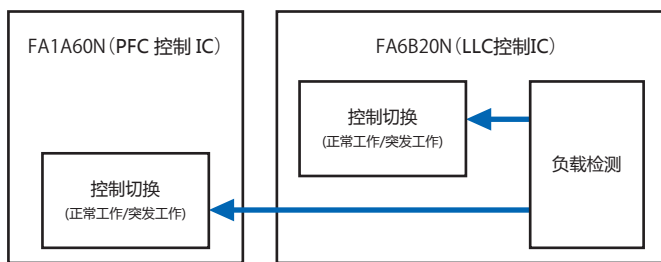 FA1A60N（PFC 控制 IC）
FA6B20N（LLC控制IC）
控制切换
(正常工作/突发工作)
负载检测
控制切换
(正常工作/突发工作)